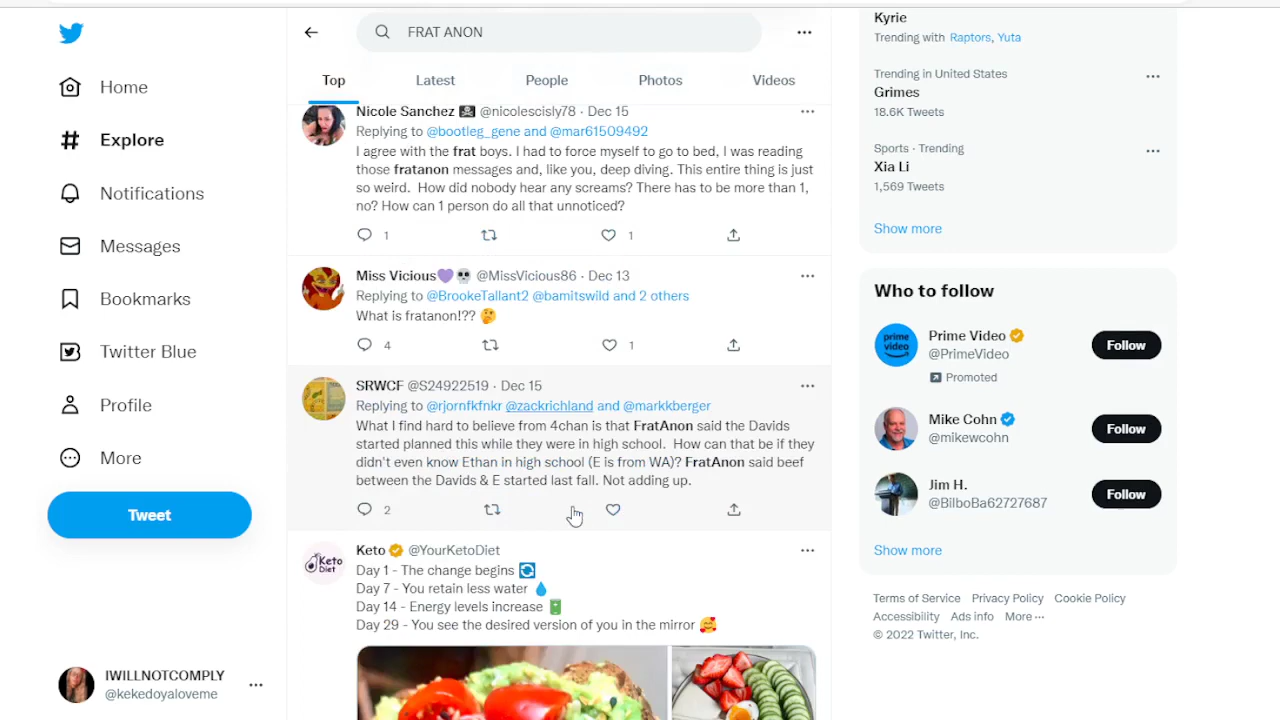 Home
Explore
Notifications
Messages
Bookmarks
Twitter Blue
Profile
More
Tweet
IWILLNOTCOMPLY
@kekedoyaloveme
FRAT ANON
Top
Latest
People
Photos
Videos
Nicole Sanchez @nicolescisly78 · Dec 15
Replying to @bootleg_gene and @mar61509492
I agree with the frat boys. I had to force myself to go to bed, I was reading
those fratanon messages and, like you, deep diving. This entire thing is just
so weird. How did nobody hear any screams? There has to be more than 1,
no? How can 1 person do all that unnoticed?
1 1
Miss Vicious💜💀 @MissVicious86 · Dec 13
Replying to @BrookeTallant2 @bamitswild and 2 others
What is fratanon!?? 🤔
4 1
SRWCF @S24922519 · Dec 15
Replying to @rjornfkfnkr @zackrichland and @markkberger
What I find hard to believe from 4chan is that FratAnon said the Davids
started planned this while they were in high school. How can that be if they
didn't even know Ethan in high school (E is from WA)? FratAnon said beef
between the Davids & E started last fall. Not adding up.
2
Keto Diet
Keto @YourKetoDiet
Day 1 - The change begins 🔄
Day 7 - You retain less water 💧
Day 14 - Energy levels increase 🔋
Day 29 - You see the desired version of you in the mirror 🥰
Kyrie
Trending with Raptors, Yuta
Trending in United States
Grimes
18.6K Tweets
Sports · Trending
Xia Li
1,569 Tweets
Show more
Who to follow
prime video
Prime Video
@PrimeVideo
Promoted
Follow
Mike Cohn
@mikewcohn
Follow
Jim H.
@BilboBa62727687
Follow
Show more
Terms of Service Privacy Policy Cookie Policy
Accessibility Ads info More ···
© 2022 Twitter, Inc.